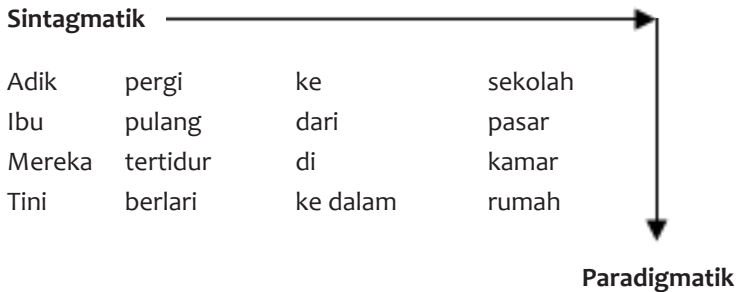 Sintagmatik
Adik pergi ke sekolah
Ibu pulang dari pasar
Mereka tertidur di kamar
Tini berlari ke dalam rumah
Paradigmatik